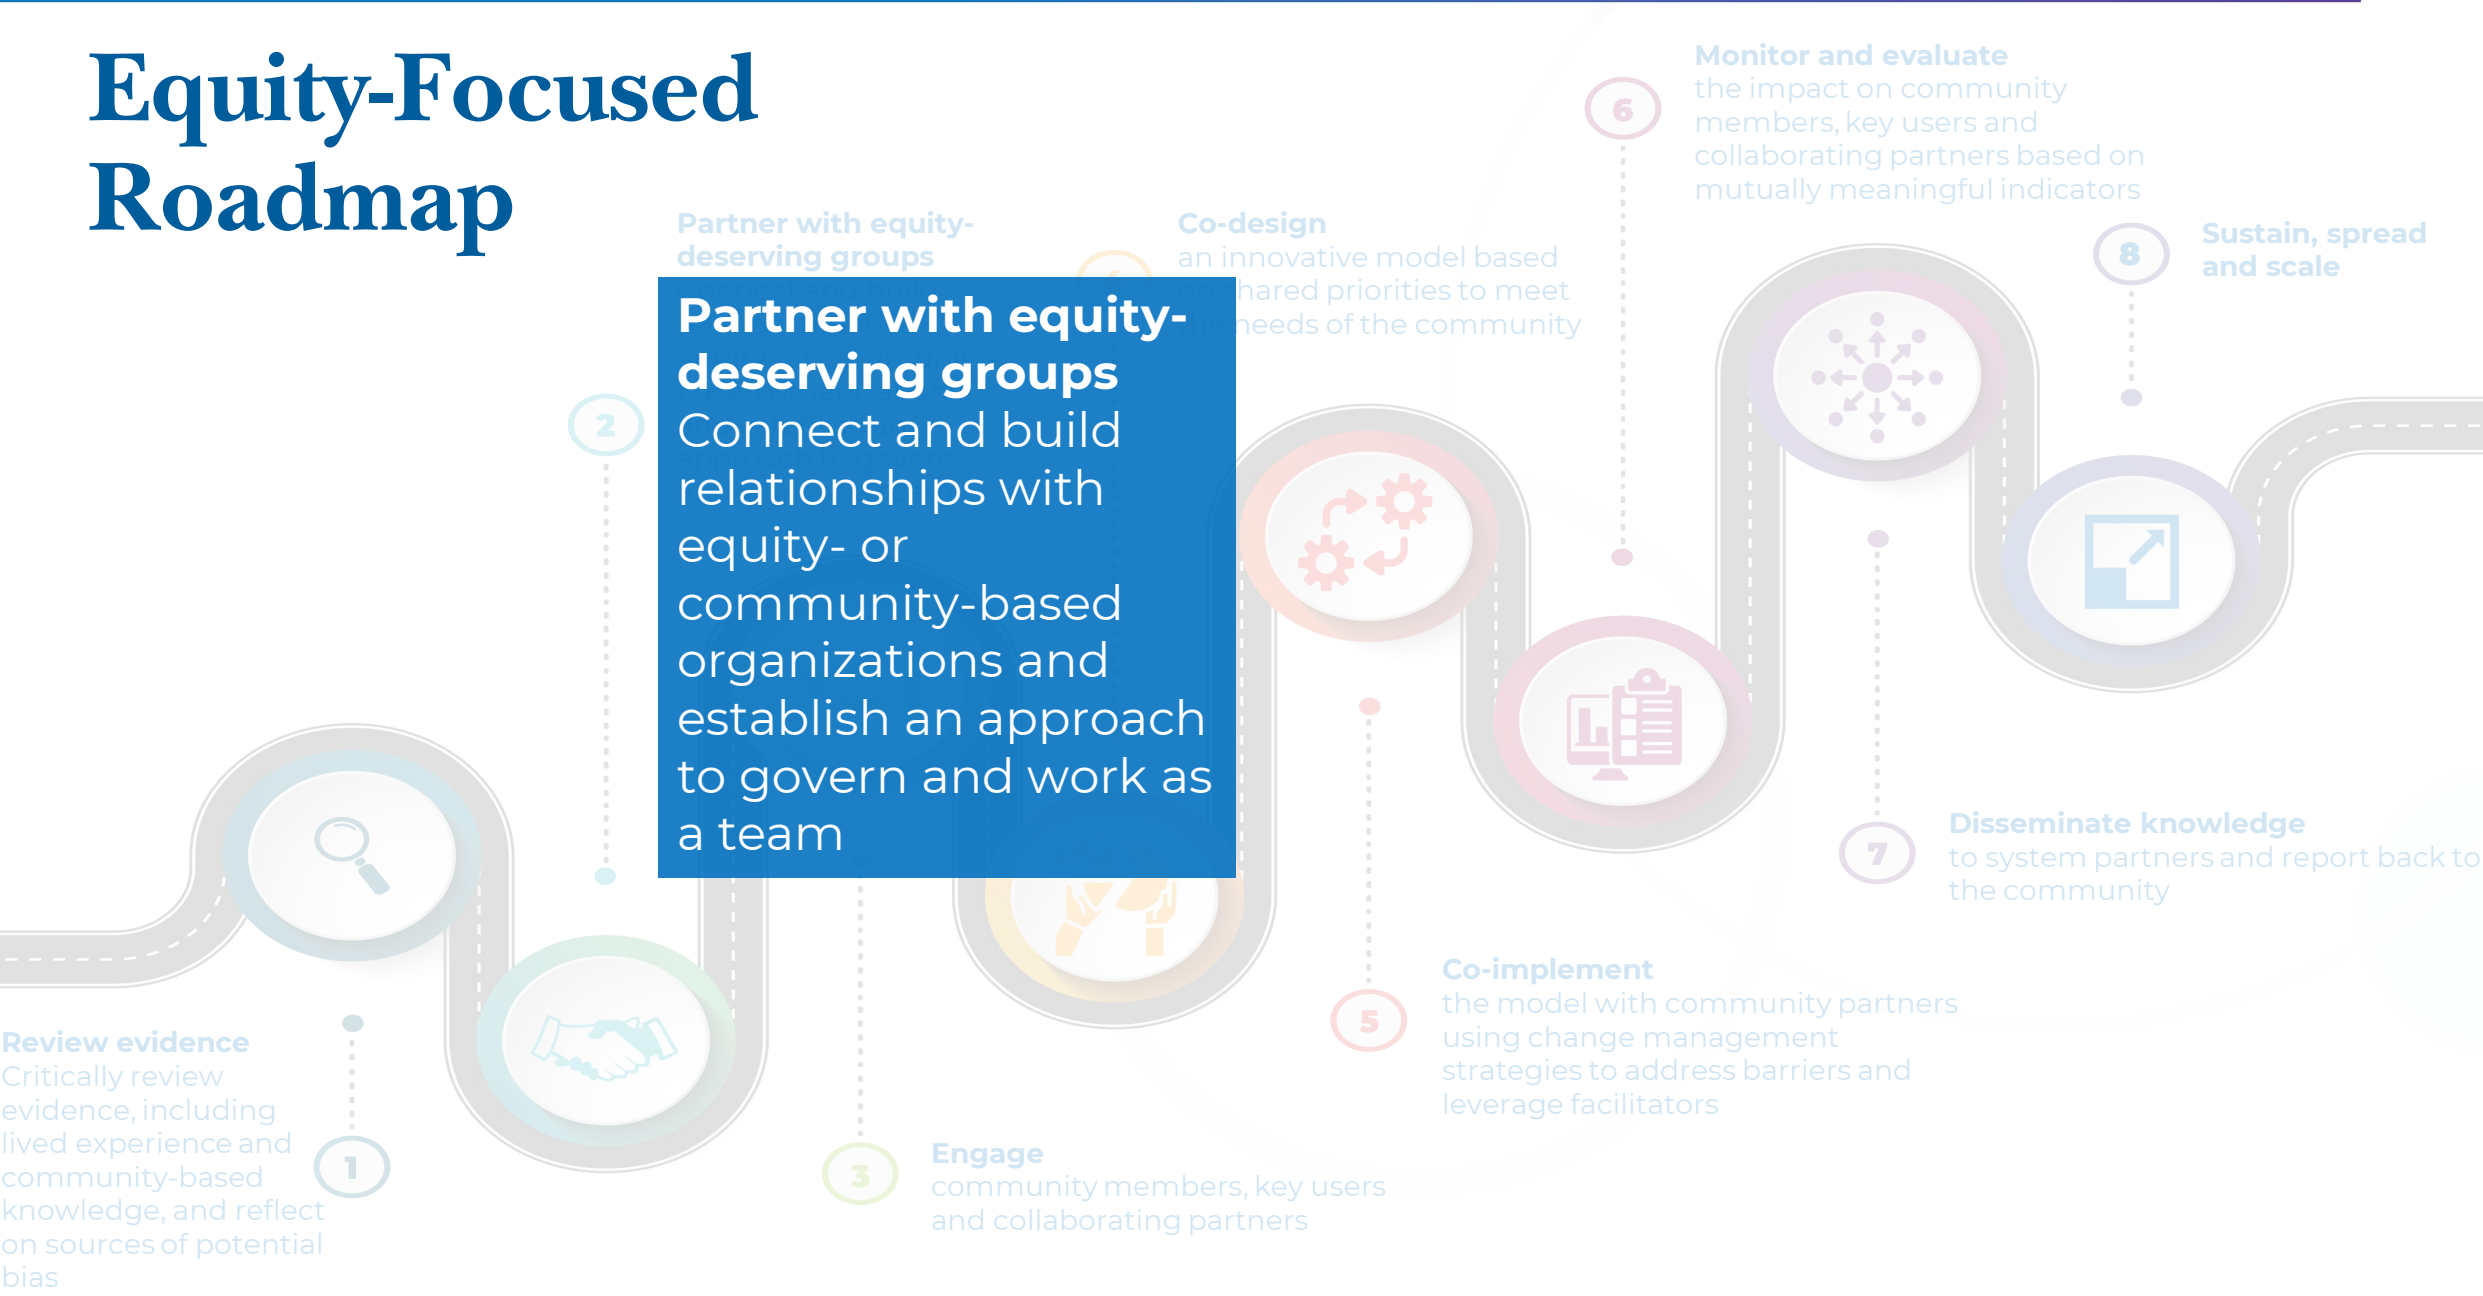 Equity-Focused
Roadmap
Review evidence
Critically review
evidence, including
lived experience and
community-based
knowledge, and reflect
on sources of potential
bias
1
2
Partner with equity-
deserving groups
Partner with equity-
deserving groups
Connect and build
relationships with
equity- or
community-based
organizations and
establish an approach
to govern and work as
a team
3
Engage
community members, key users
and collaborating partners
Co-design
an innovative model based
on shared priorities to meet
the needs of the community
5
Co-implement
the model with community partners
using change management
strategies to address barriers and
leverage facilitators
6
Monitor and evaluate
the impact on community
members, key users and
collaborating partners based on
mutually meaningful indicators
7
Disseminate knowledge
to system partners and report back to
the community
8
Sustain, spread
and scale